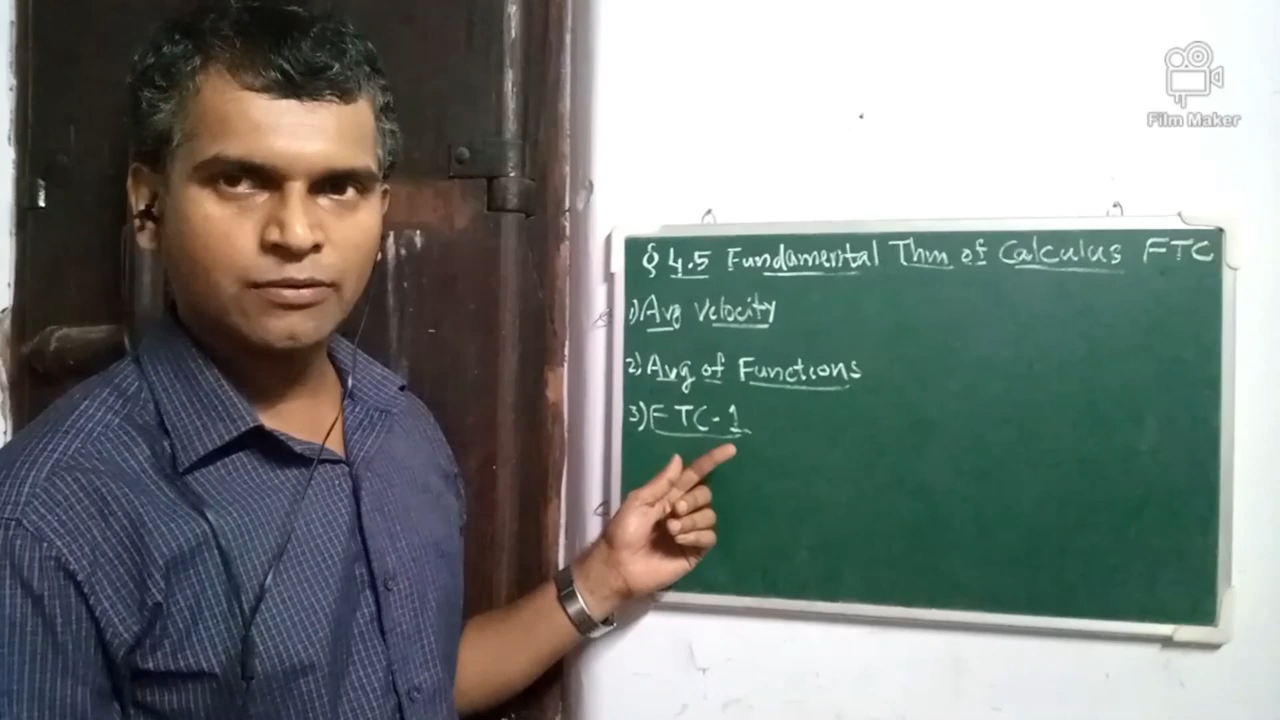 Film Maker
§ 4.5 Fundamental Thm of Calculus FTC
1) Avg Velocity
2) Avg of Functions
3) FTC-1